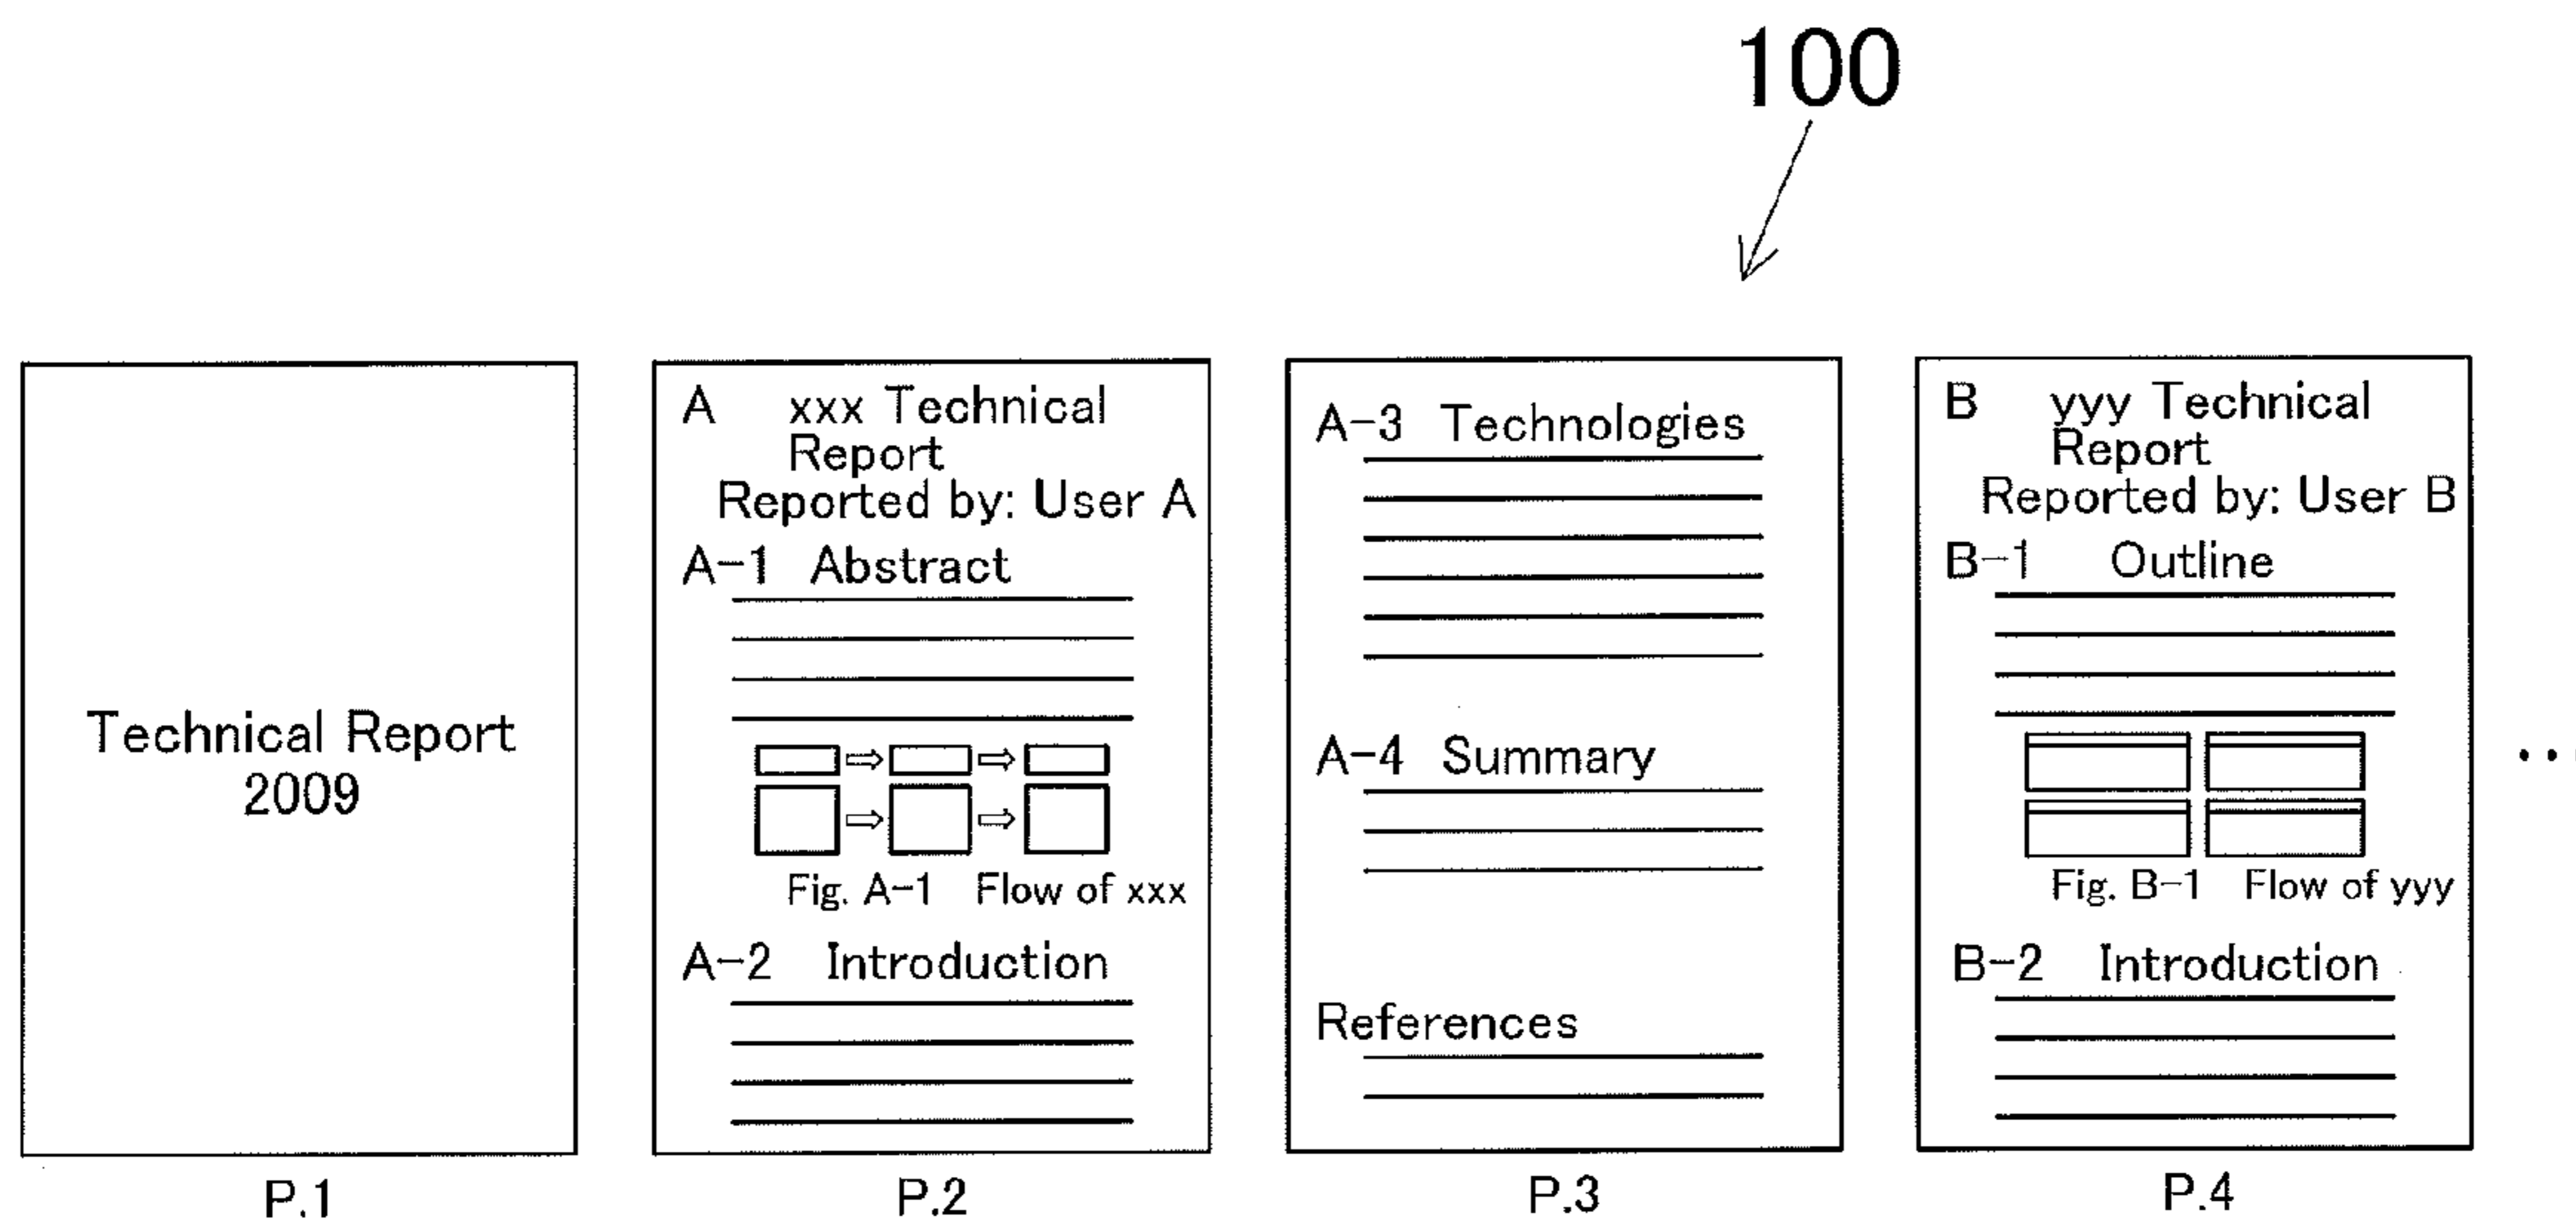 100
Technical Report
2009
P.1
A xxx Technical
Report
Reported by: User A
A-1 Abstract
Fig. A-1 Flow of xxx
A-2 Introduction
P.2
A-3 Technologies
A-4 Summary
References
P.3
B yyy Technical
Report
Reported by: User B
B-1 Outline
Fig. B-1 Flow of yyy
B-2 Introduction
P.4